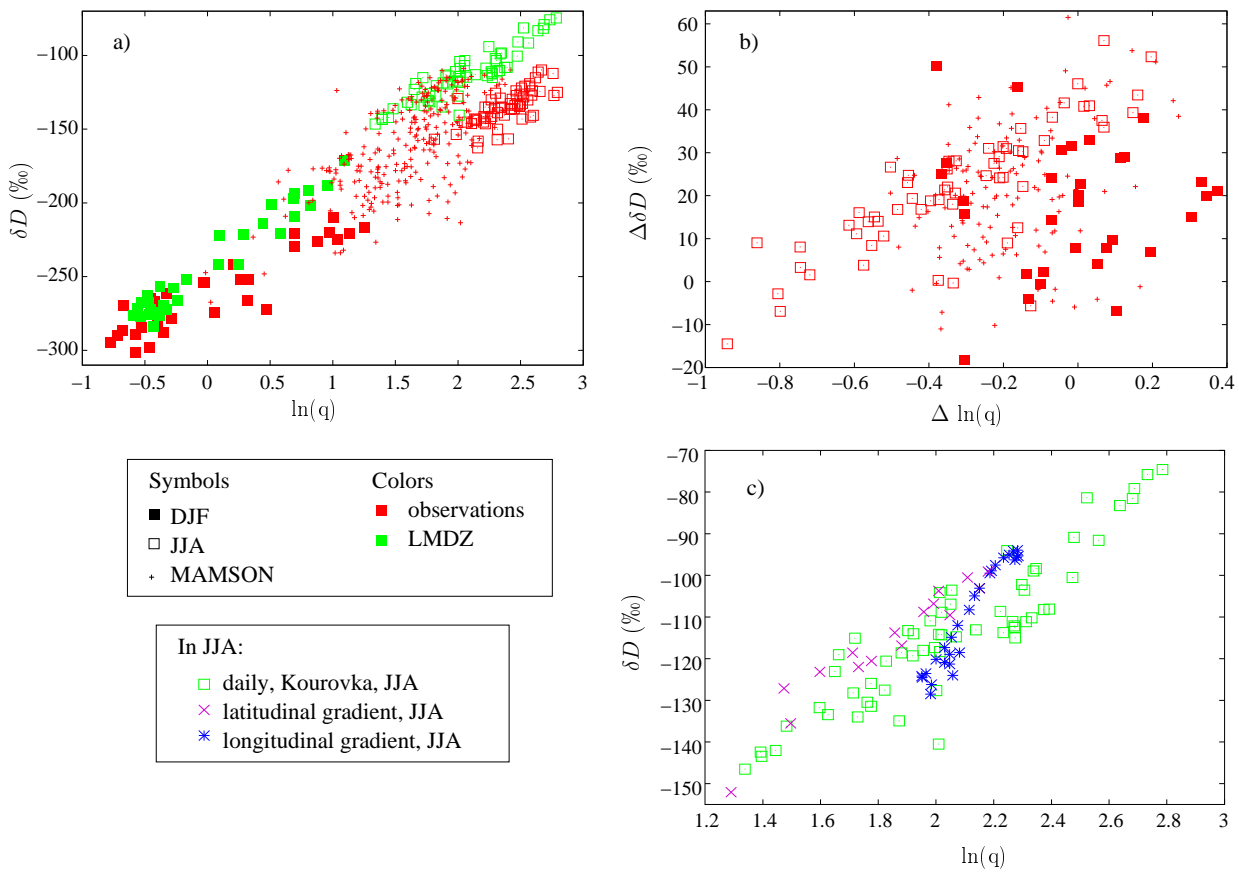 a)
−100
−150
−200
−250
−300
−1
−0.5
0
0.5
1
1.5
2
2.5
3
δD (‰)
ln(q)
b)
60
50
40
30
20
10
0
−10
−20
−1
−0.8
−0.6
−0.4
−0.2
0
0.2
0.4
ΔδD (‰)
Δ ln(q)
Symbols
DJF
JJA
MAMSON
Colors
observations
LMDZ
In JJA:
daily, Kourovka, JJA
latitudinal gradient, JJA
longitudinal gradient, JJA
c)
−70
−80
−90
−100
−110
−120
−130
−140
−150
1.2
1.4
1.6
1.8
2
2.2
2.4
2.6
2.8
3
δD (‰)
ln(q)